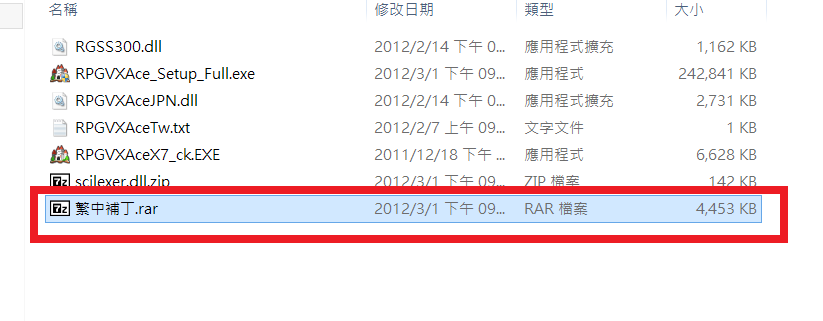 名稱 修改日期 類型 大小
RGSS300.dll 2012/2/14 下午 0... 應用程式擴充 1,162 KB
RPGVXAce_Setup_Full.exe 2012/3/1 下午 09... 應用程式 242,841 KB
RPGVXAceJPN.dll 2012/2/14 下午 0... 應用程式擴充 2,731 KB
RPGVXAceTw.txt 2012/2/7 上午 09... 文字文件 1 KB
RPGVXAceX7_ck.EXE 2011/12/18 下午 ... 應用程式 6,628 KB
7z scilexer.dll.zip 2012/3/1 下午 09... ZIP 檔案 142 KB
7z 繁中補丁.rar 2012/3/1 下午 09... RAR 檔案 4,453 KB